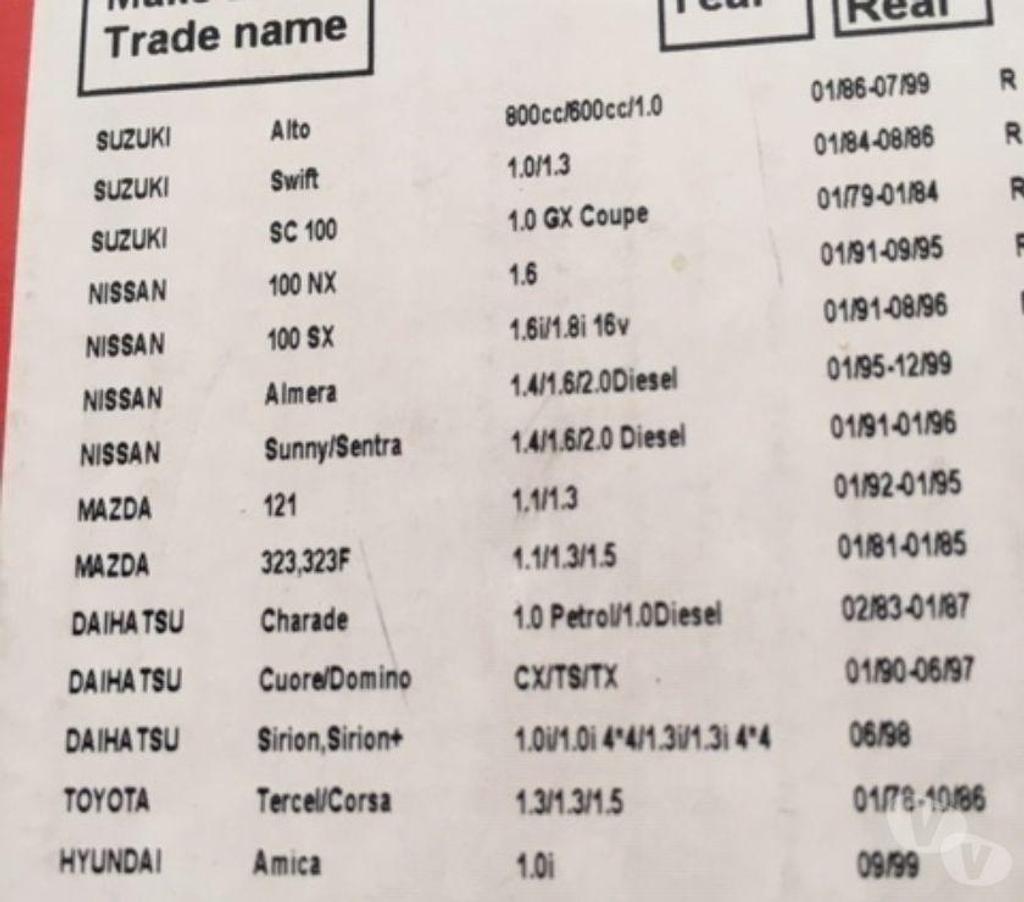 Trade name
Year
Rear
SUZUKI Alto 800cc/600cc/1.0 01/86-07/99 R
SUZUKI Swift 1.0/1.3 01/84-08/86 R
SUZUKI SC 100 1.0 GX Coupe 01/79-01/84 R
NISSAN 100 NX 1.6 01/91-09/95
NISSAN 100 SX 1.6i/1.8i 16v 01/91-08/96
NISSAN Almera 1.4/1.6/2.0Diesel 01/95-12/99
NISSAN Sunny/Sentra 1.4/1.6/2.0 Diesel 01/91-01/96
MAZDA 121 1.1/1.3 01/92-01/95
MAZDA 323,323F 1.1/1.3/1.5 01/81-01/85
DAIHATSU Charade 1.0 Petrol/1.0Diesel 02/83-01/87
DAIHATSU Cuore/Domino CX/TS/TX 01/90-06/97
DAIHATSU Sirion,Sirion+ 1.0i/1.0i 4*4/1.3i/1.3i 4*4 06/98
TOYOTA Tercel/Corsa 1.3/1.3/1.5 01/78-10/86
HYUNDAI Amica 1.0i 09/99